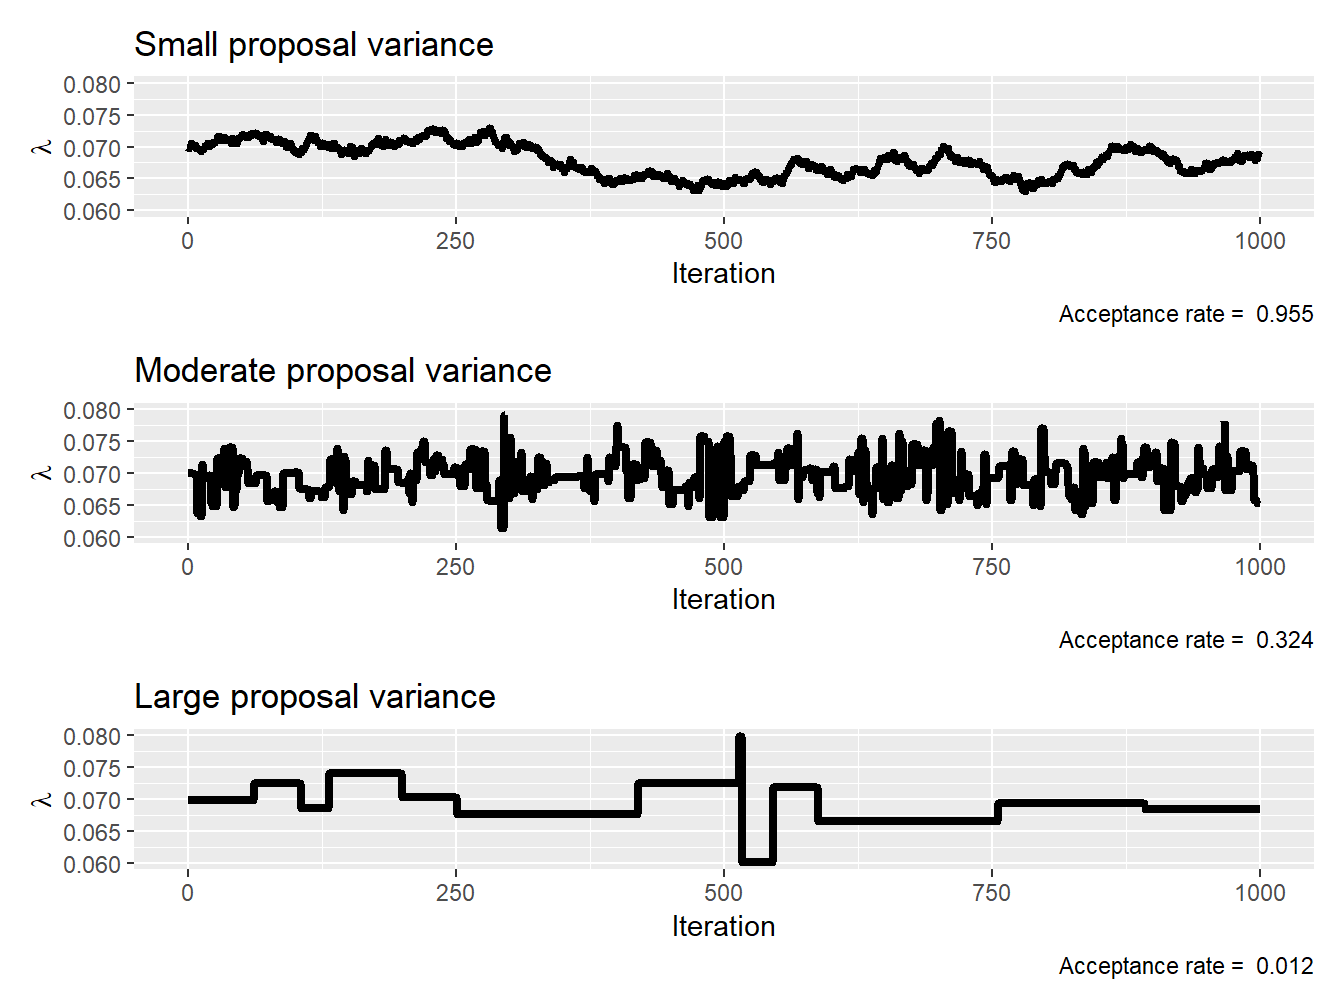 Small proposal variance
0.080
0.075
0.070
0.065
0.060
λ
0 250 500 750 1000
Iteration
Acceptance rate = 0.955
Moderate proposal variance
0.080
0.075
0.070
0.065
0.060
λ
0 250 500 750 1000
Iteration
Acceptance rate = 0.324
Large proposal variance
0.080
0.075
0.070
0.065
0.060
λ
0 250 500 750 1000
Iteration
Acceptance rate = 0.012